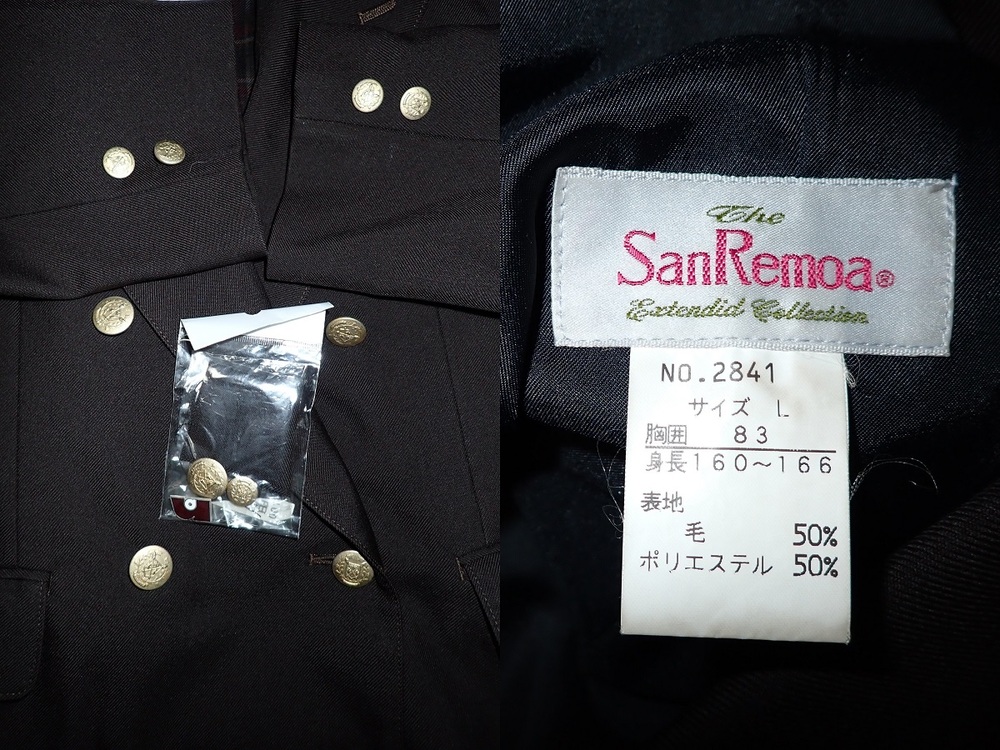 The
SanRemoa®
Extendid Collection
NO.2841
サイズ L
胸囲 83
身長160〜166
表地
毛 50%
ポリエステル 50%